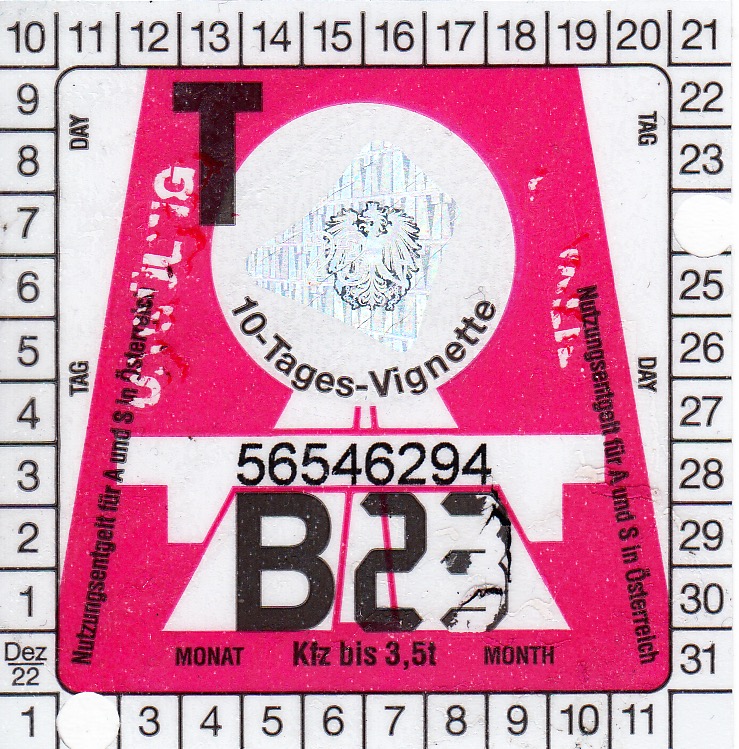 10 11 12 13 14 15 16 17 18 19 20 21
9
8
7
6
5
4
3
2
1
Dez
22
22
23
25
26
27
28
29
30
31
DAY
TAG
TAG
DAY
T
10-Tages-Vignette
Nutzungsentgelt für A und S in Österreich
Nutzungsentgelt für A und S in Österreich
56546294
B23
MONAT Kfz bis 3,5t MONTH
1 3 4 5 6 7 8 9 10 11